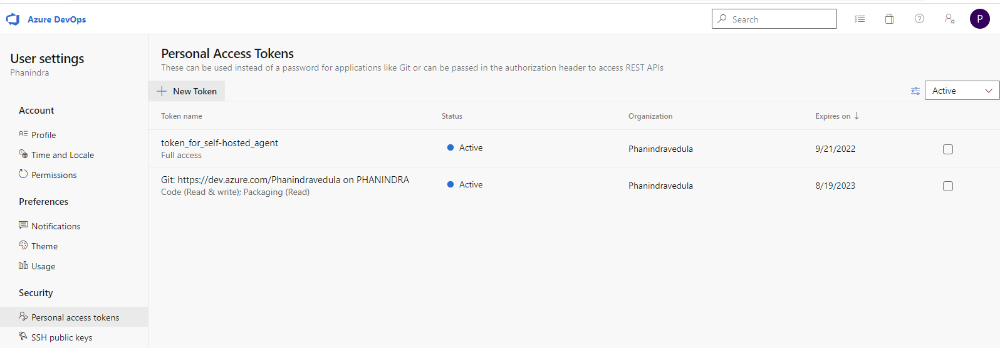 Azure DevOps
Search
P
User settings
Phanindra
Account
Profile
Time and Locale
Permissions
Preferences
Notifications
Theme
Usage
Security
Personal access tokens
SSH public keys
Personal Access Tokens
These can be used instead of a password for applications like Git or can be passed in the authorization header to access REST APIs
New Token
Active
Token name Status Organization Expires on
token_for_self-hosted_agent Active Phanindravedula 9/21/2022
Full access
Git: https://dev.azure.com/Phanindravedula on PHANINDRA Active Phanindravedula 8/19/2023
Code (Read & write); Packaging (Read)